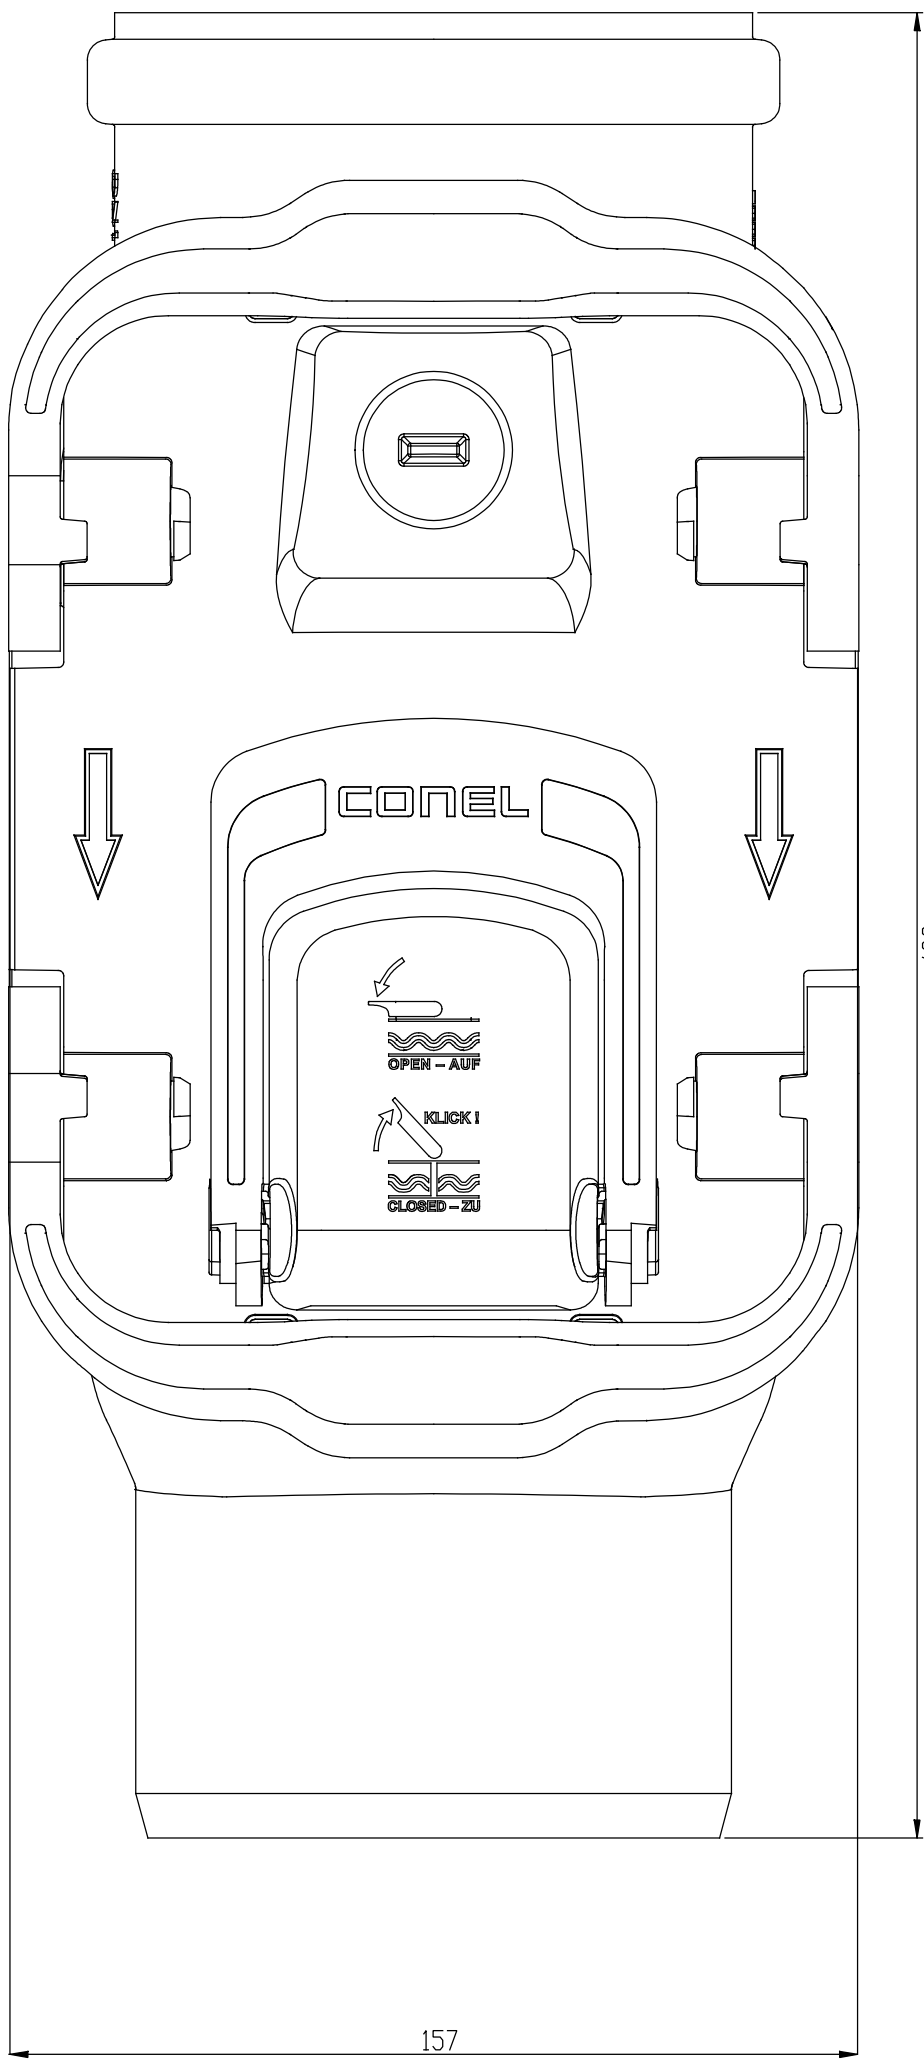 CONEL
OPEN – AUF
KLICK !
CLOSED – ZU
157